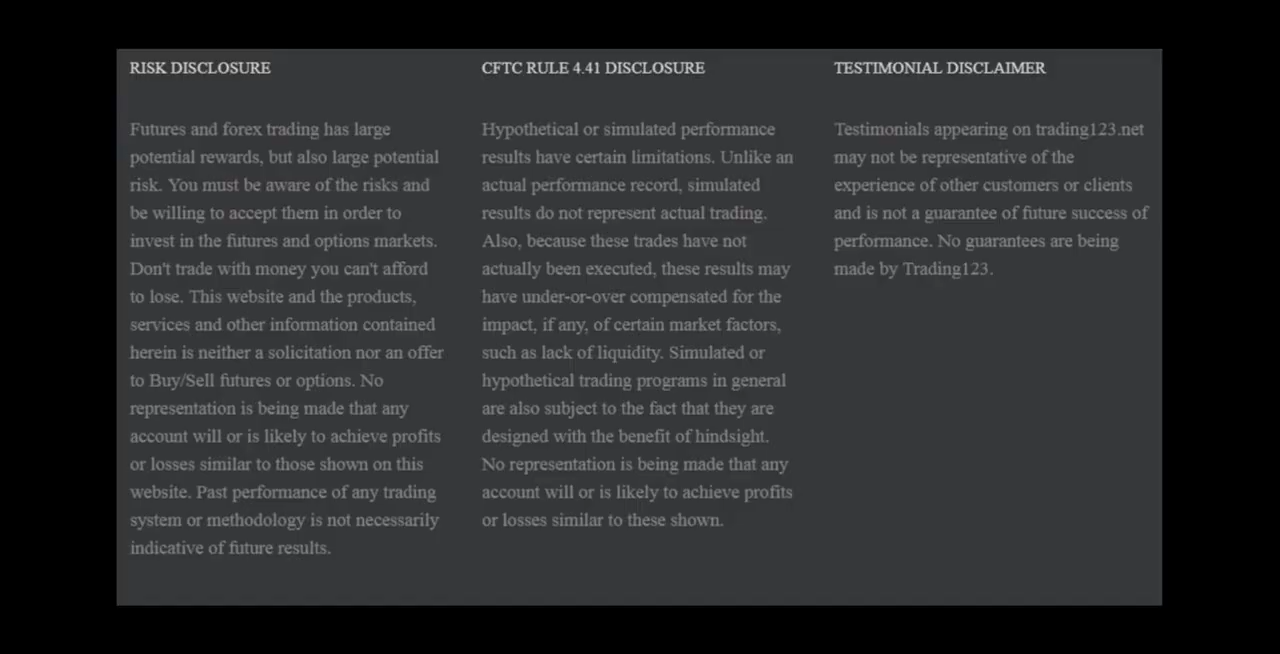 RISK DISCLOSURE
Futures and forex trading has large
potential rewards, but also large potential
risk. You must be aware of the risks and
be willing to accept them in order to
invest in the futures and options markets.
Don't trade with money you can't afford
to lose. This website and the products,
services and other information contained
herein is neither a solicitation nor an offer
to Buy/Sell futures or options. No
representation is being made that any
account will or is likely to achieve profits
or losses similar to those shown on this
website. Past performance of any trading
system or methodology is not necessarily
indicative of future results.
CFTC RULE 4.41 DISCLOSURE
Hypothetical or simulated performance
results have certain limitations. Unlike an
actual performance record, simulated
results do not represent actual trading.
Also, because these trades have not
actually been executed, these results may
have under-or-over compensated for the
impact, if any, of certain market factors,
such as lack of liquidity. Simulated or
hypothetical trading programs in general
are also subject to the fact that they are
designed with the benefit of hindsight.
No representation is being made that any
account will or is likely to achieve profits
or losses similar to these shown.
TESTIMONIAL DISCLAIMER
Testimonials appearing on trading123.net
may not be representative of the
experience of other customers or clients
and is not a guarantee of future success of
performance. No guarantees are being
made by Trading123.